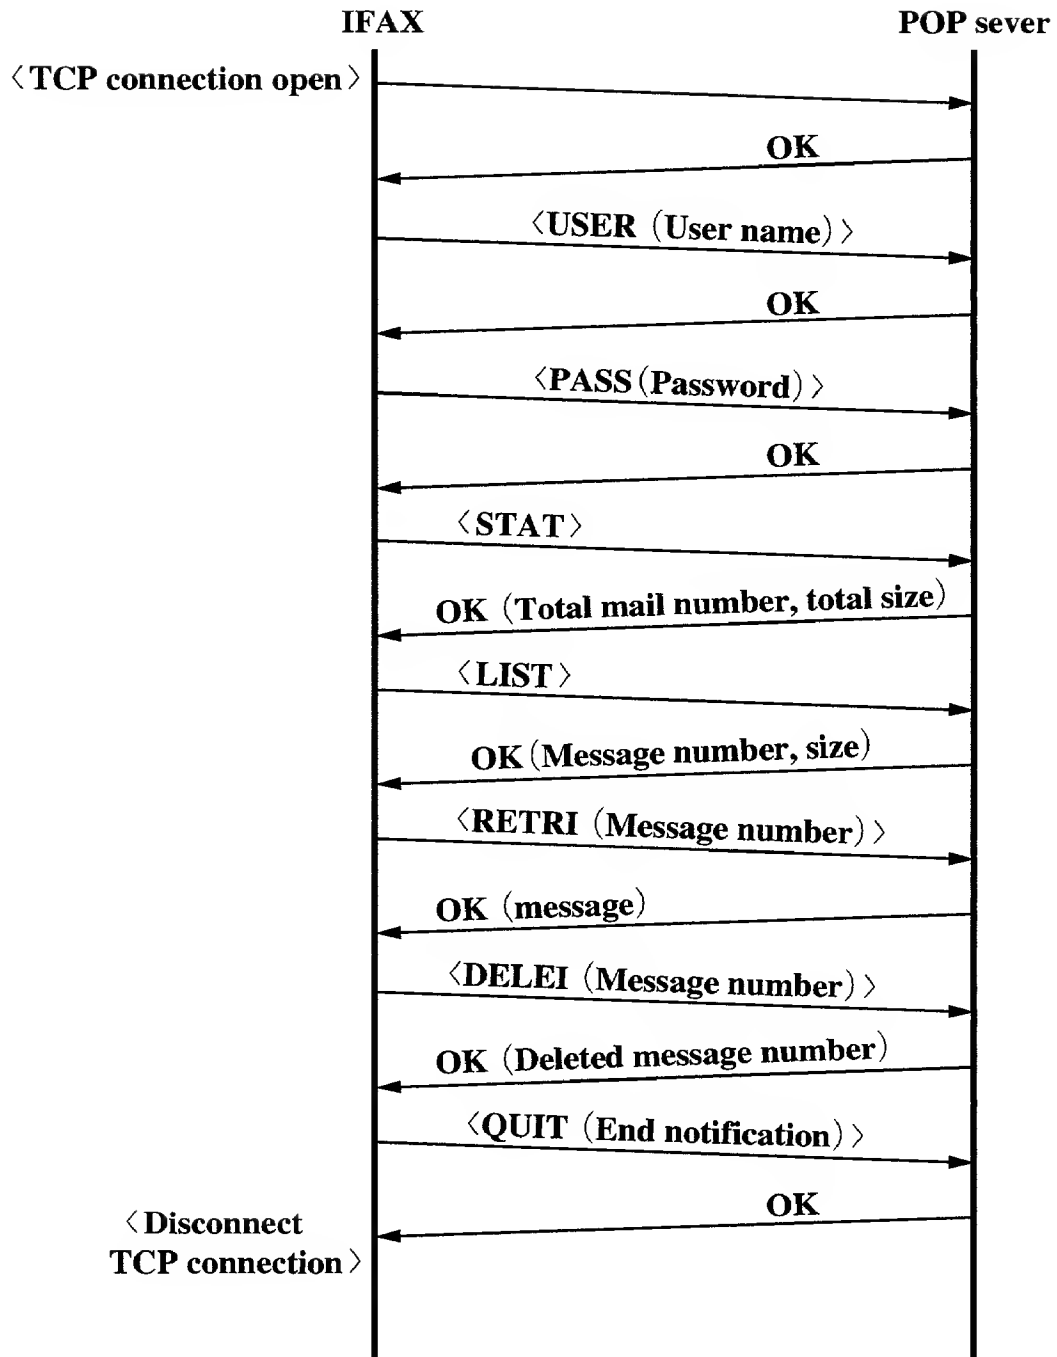 IFAX
POP sever
〈TCP connection open〉
OK
〈USER (User name)〉
OK
〈PASS(Password)〉
OK
〈STAT〉
OK (Total mail number, total size)
〈LIST〉
OK(Message number, size)
〈RETRI (Message number)〉
OK (message)
〈DELEI (Message number)〉
OK (Deleted message number)
〈QUIT (End notification)〉
OK
〈Disconnect
TCP connection〉